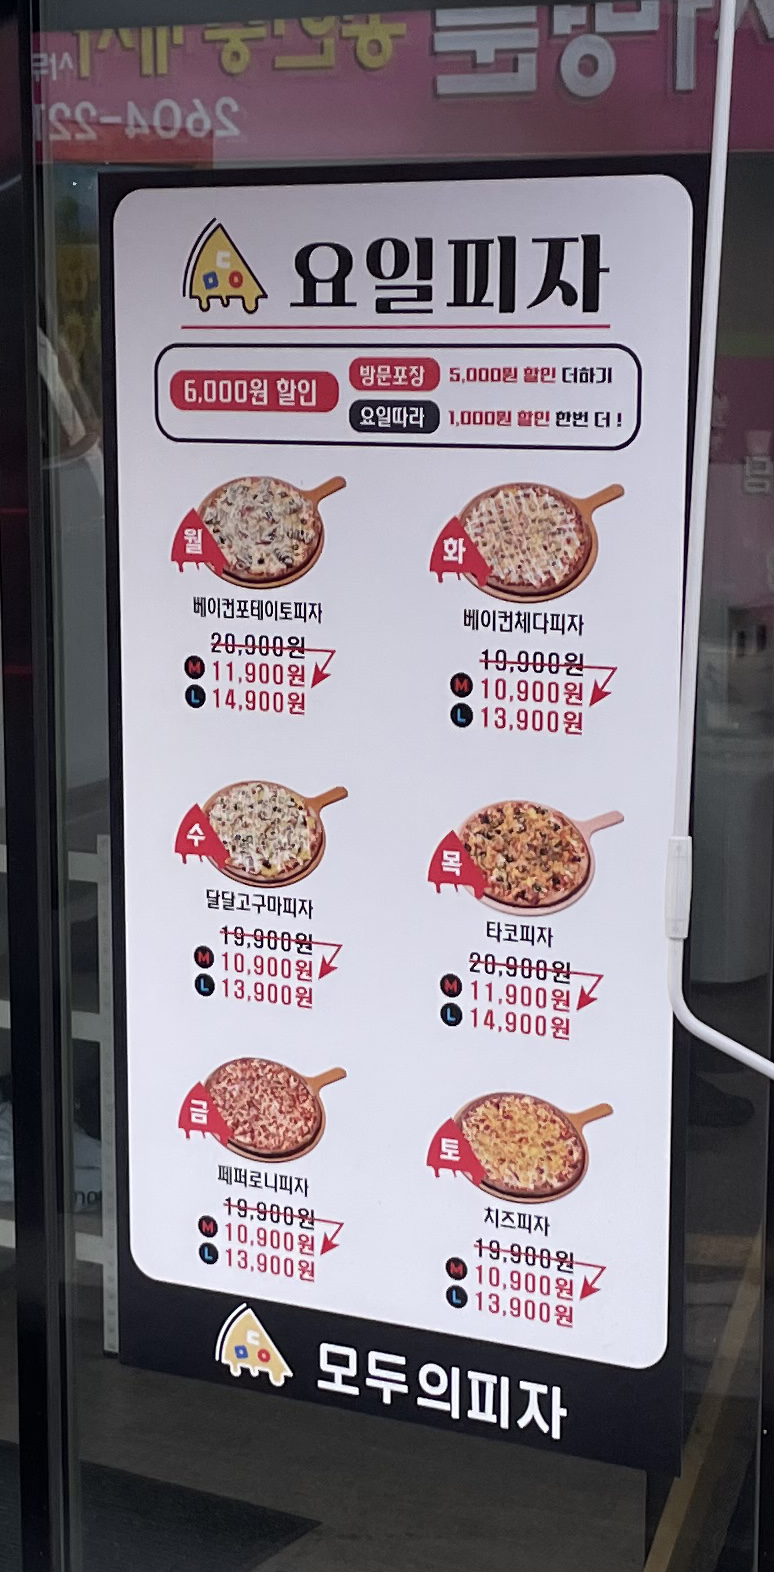 2604-22
요일피자
6,000원 할인
방문포장 5,000원 할인 더하기
요일따라 1,000원 할인 한번 더 !
월
베이컨포테이토피자
20,900원
M 11,900원
L 14,900원
화
베이컨체다피자
19,900원
M 10,900원
L 13,900원
수
달달고구마피자
19,900원
M 10,900원
L 13,900원
목
타코피자
20,900원
M 11,900원
L 14,900원
금
페퍼로니피자
19,900원
M 10,900원
L 13,900원
토
치즈피자
19,900원
M 10,900원
L 13,900원
모두의피자